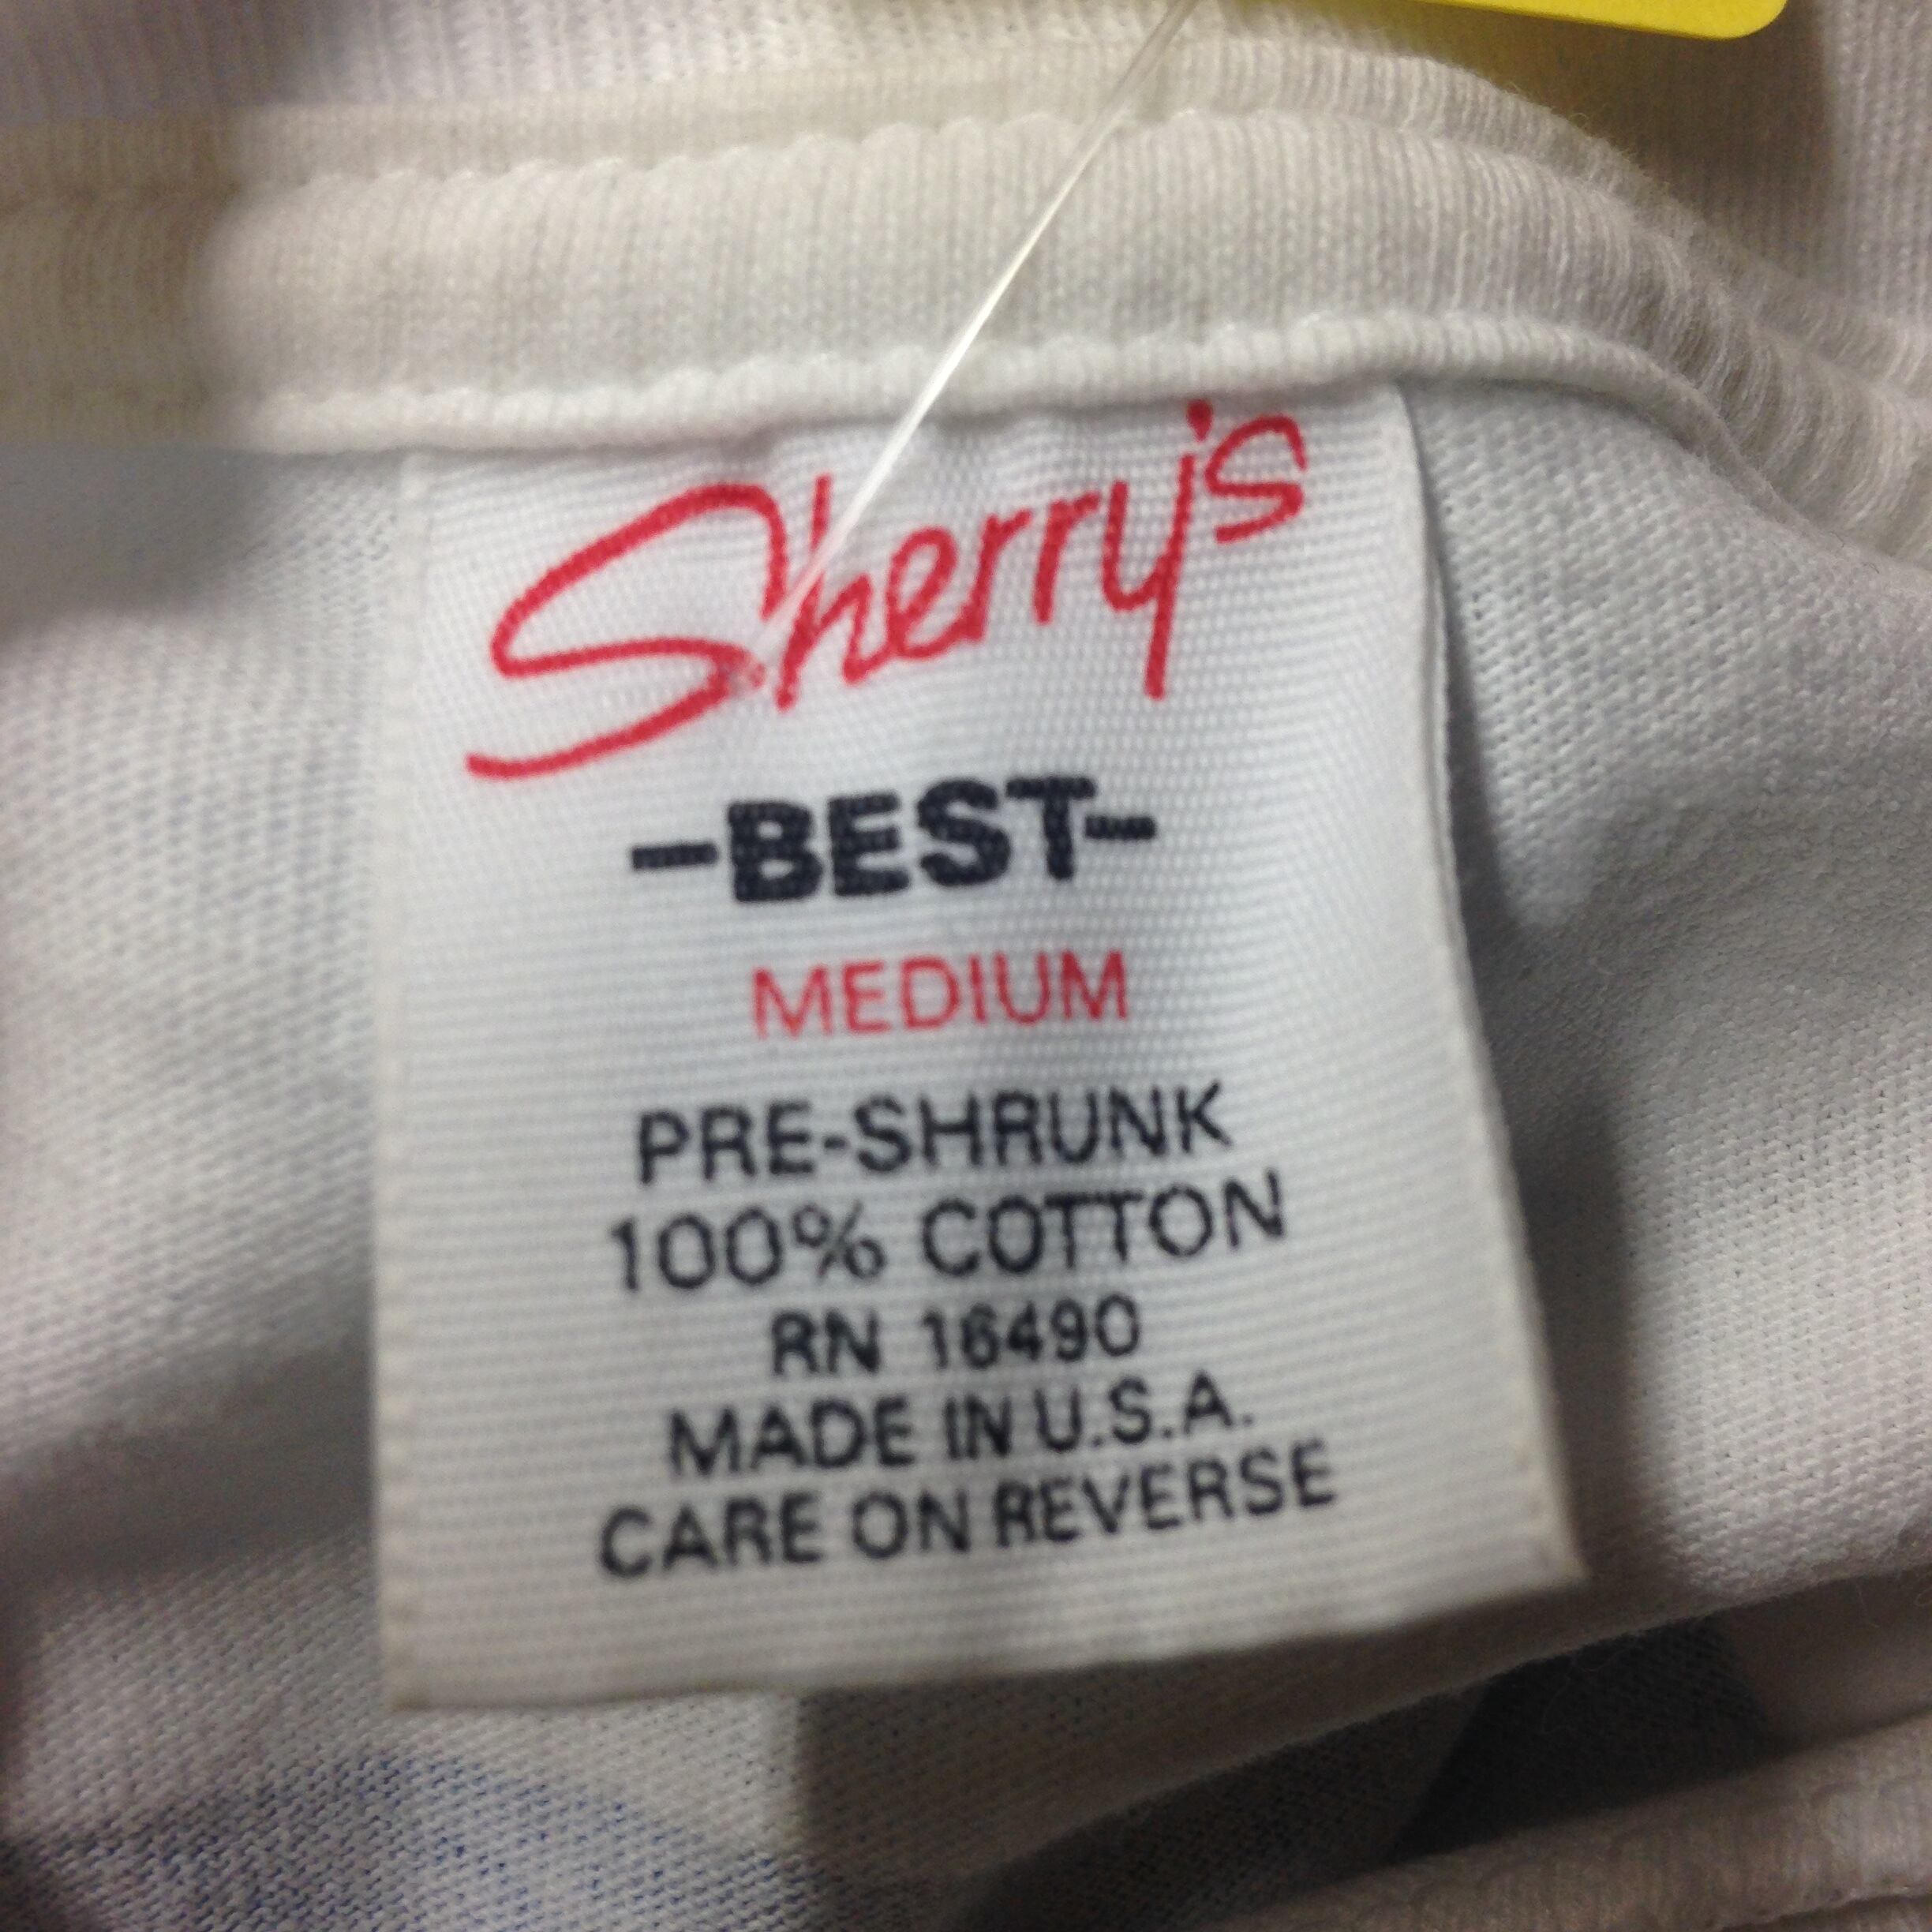 Sherry's
-BEST-
MEDIUM
PRE-SHRUNK
100% COTTON
RN 16490
MADE IN U.S.A.
CARE ON REVERSE